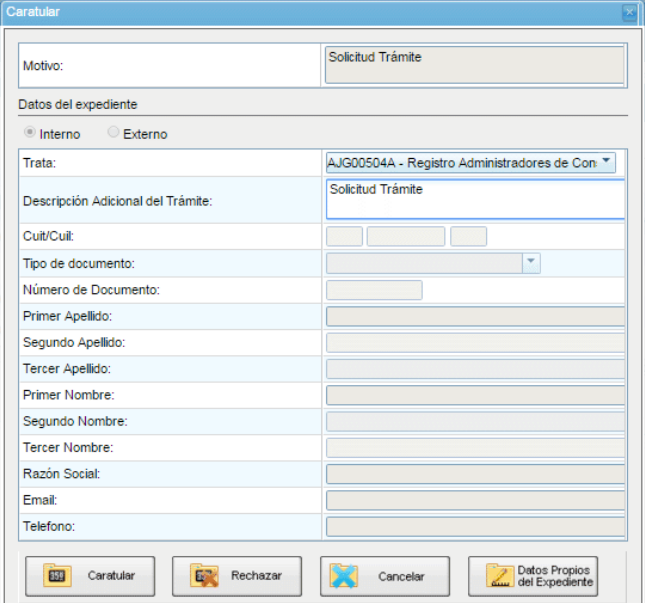 Caratular
Motivo:
Solicitud Trámite
Datos del expediente
Interno Externo
Trata:
AJG00504A - Registro Administradores de Con
Descripción Adicional del Trámite:
Solicitud Trámite
Cuit/Cuil:
Tipo de documento:
Número de Documento:
Primer Apellido:
Segundo Apellido:
Tercer Apellido:
Primer Nombre:
Segundo Nombre:
Tercer Nombre:
Razón Social:
Email:
Telefono:
Caratular
Rechazar
Cancelar
Datos Propios
del Expediente